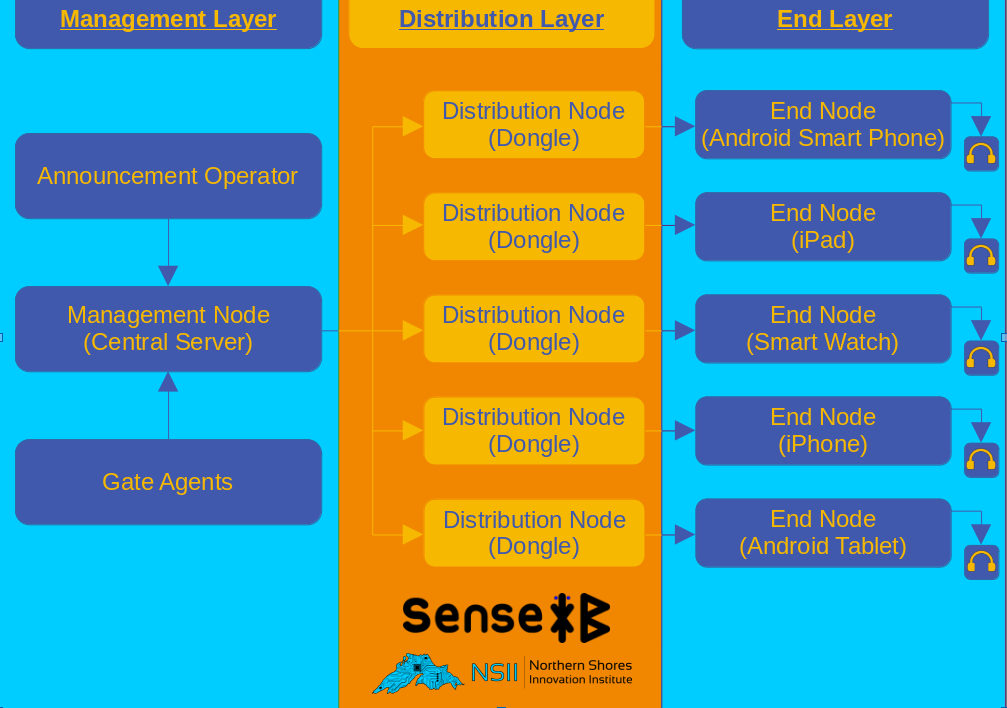 Management Layer
Announcement Operator
Management Node
(Central Server)
Gate Agents
Distribution Layer
Distribution Node
(Dongle)
Distribution Node
(Dongle)
Distribution Node
(Dongle)
Distribution Node
(Dongle)
Distribution Node
(Dongle)
Sense
NSII
Northern Shores
Innovation Institute
End Layer
End Node
(Android Smart Phone)
End Node
(iPad)
End Node
(Smart Watch)
End Node
(iPhone)
End Node
(Android Tablet)